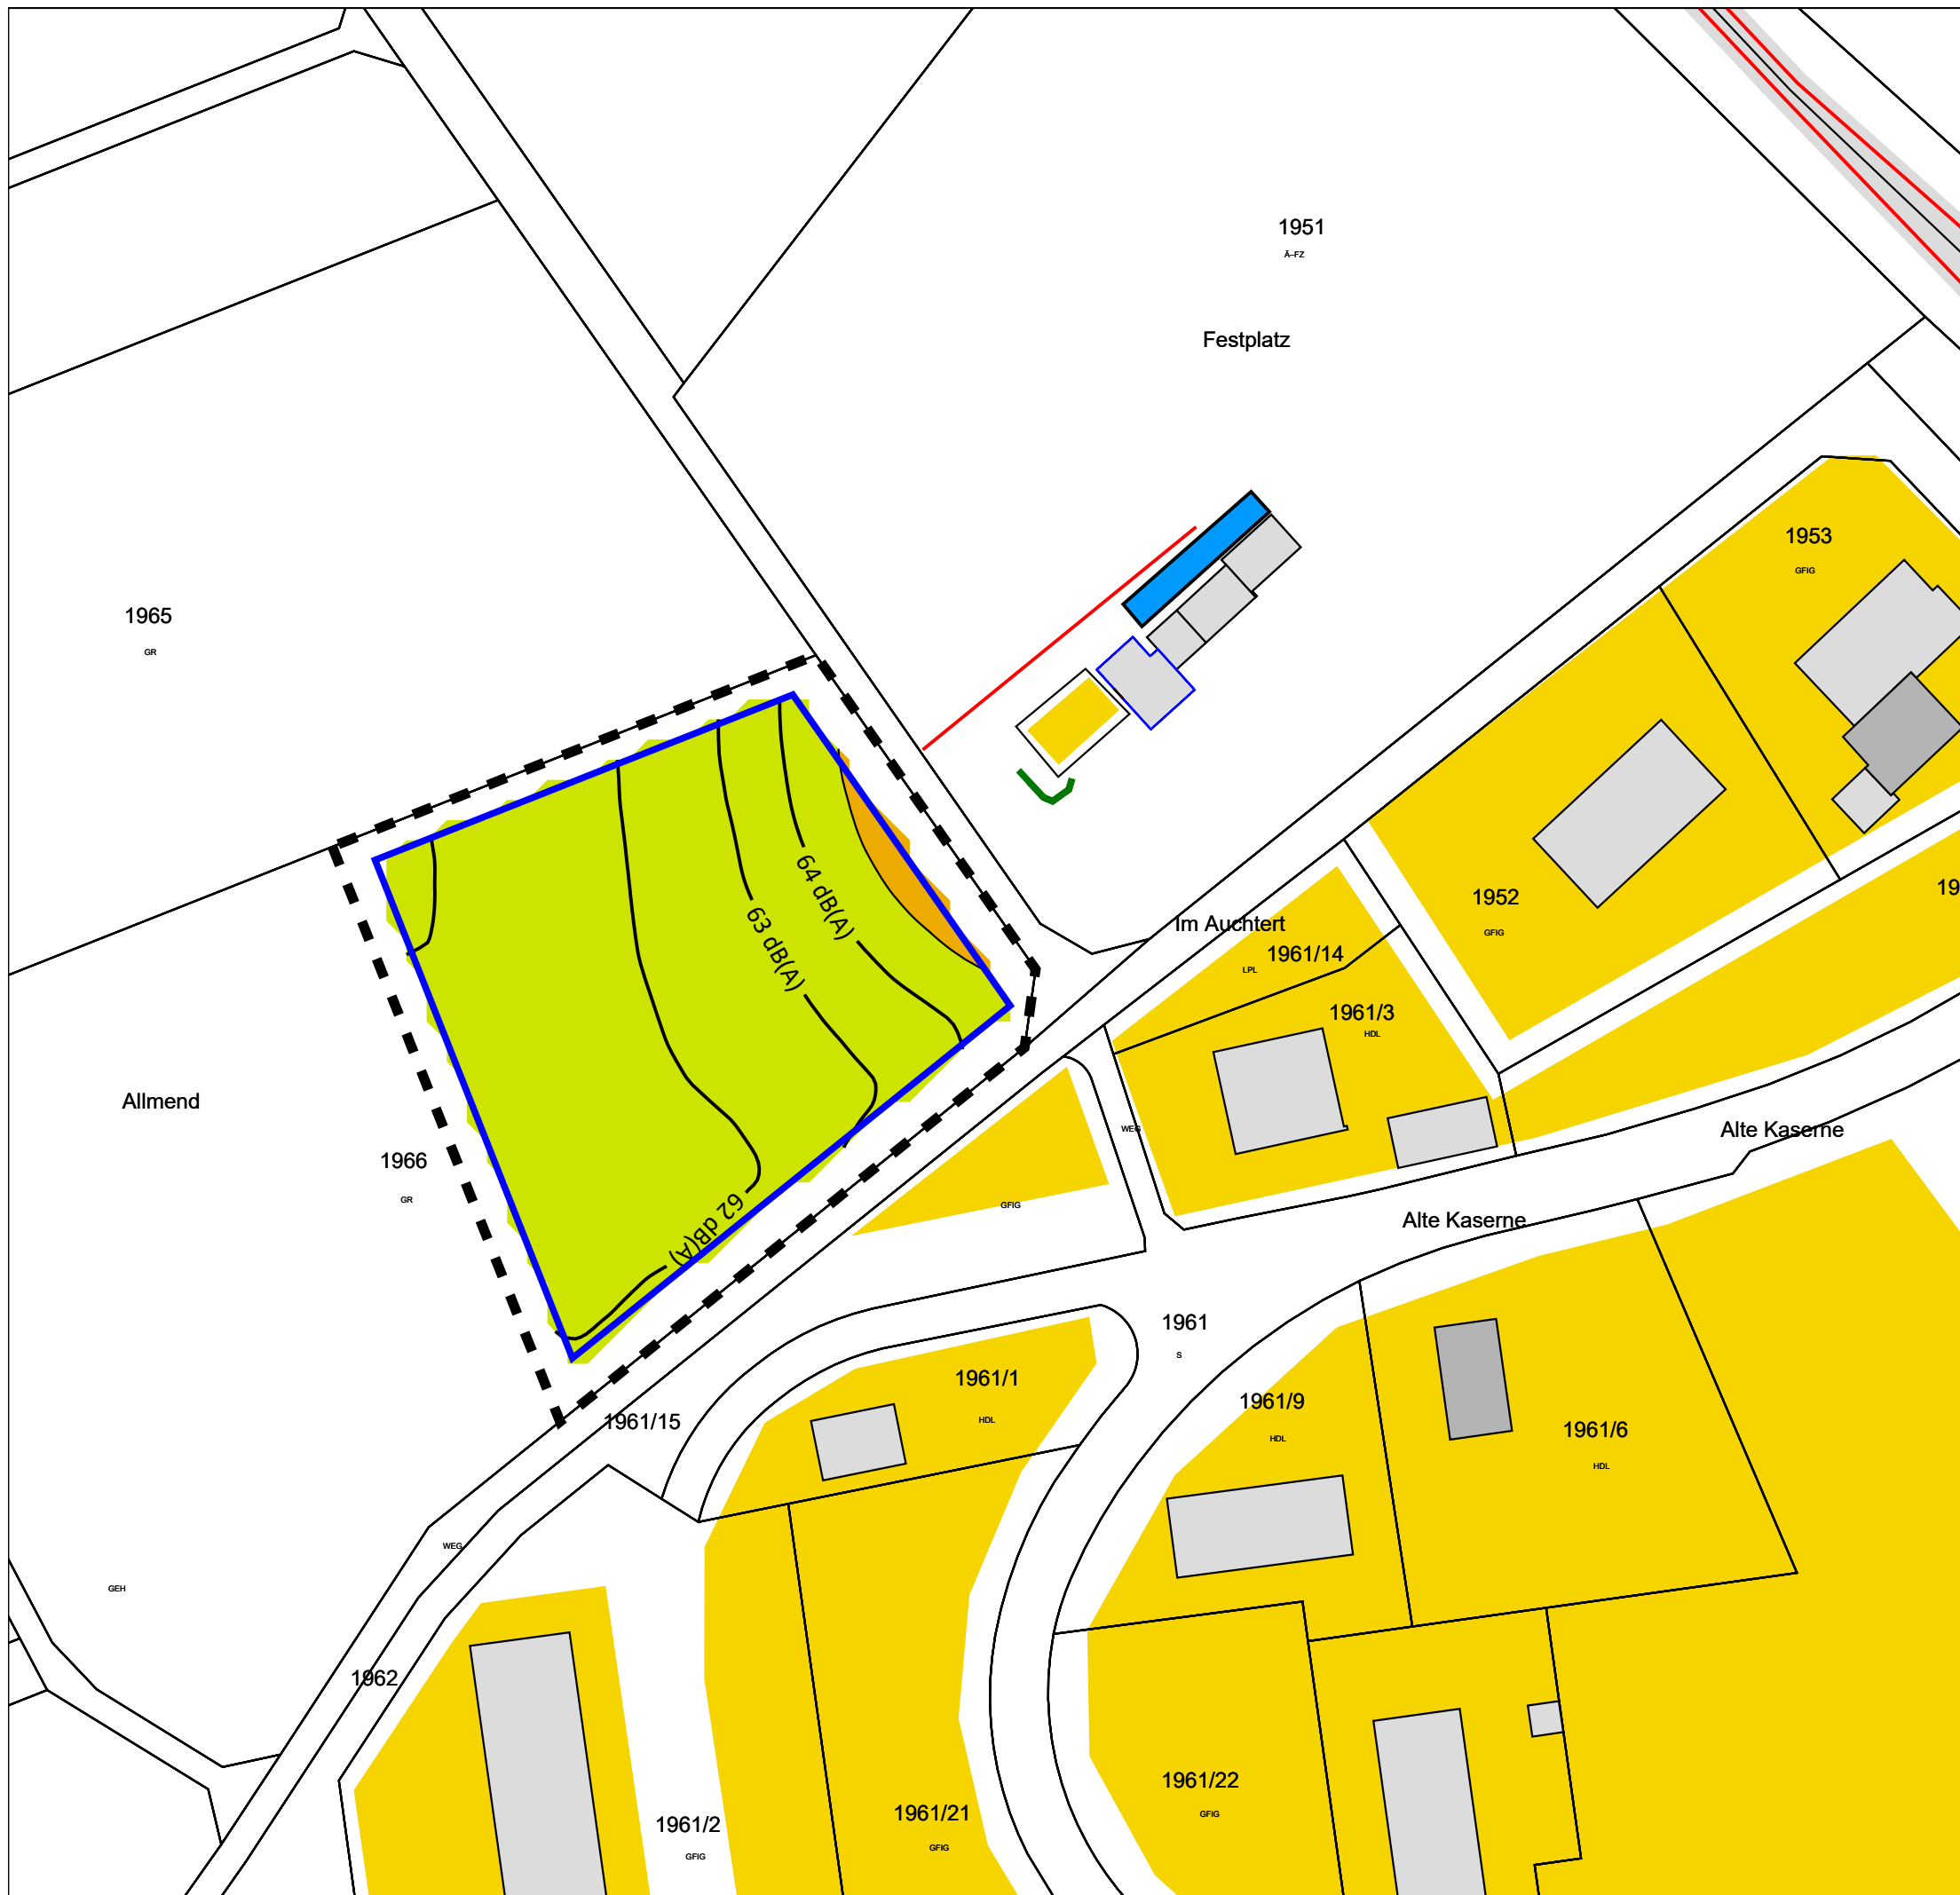 1951
Ä-FZ
Festplatz
1953
GFIG
1965
GR
64 dB(A)
63 dB(A)
1952
GFIG
19
Im Auchtert
1961/14
LPL
1961/3
HDL
Allmend
WEG
Alte Kaserne
1966
GR
62 dB(A)
GFIG
Alte Kaserne
1961
S
1961/1
HDL
1961/9
HDL
1961/15
1961/6
HDL
WEG
GEH
1962
1961/22
GFIG
1961/21
GFIG
1961/2
GFIG